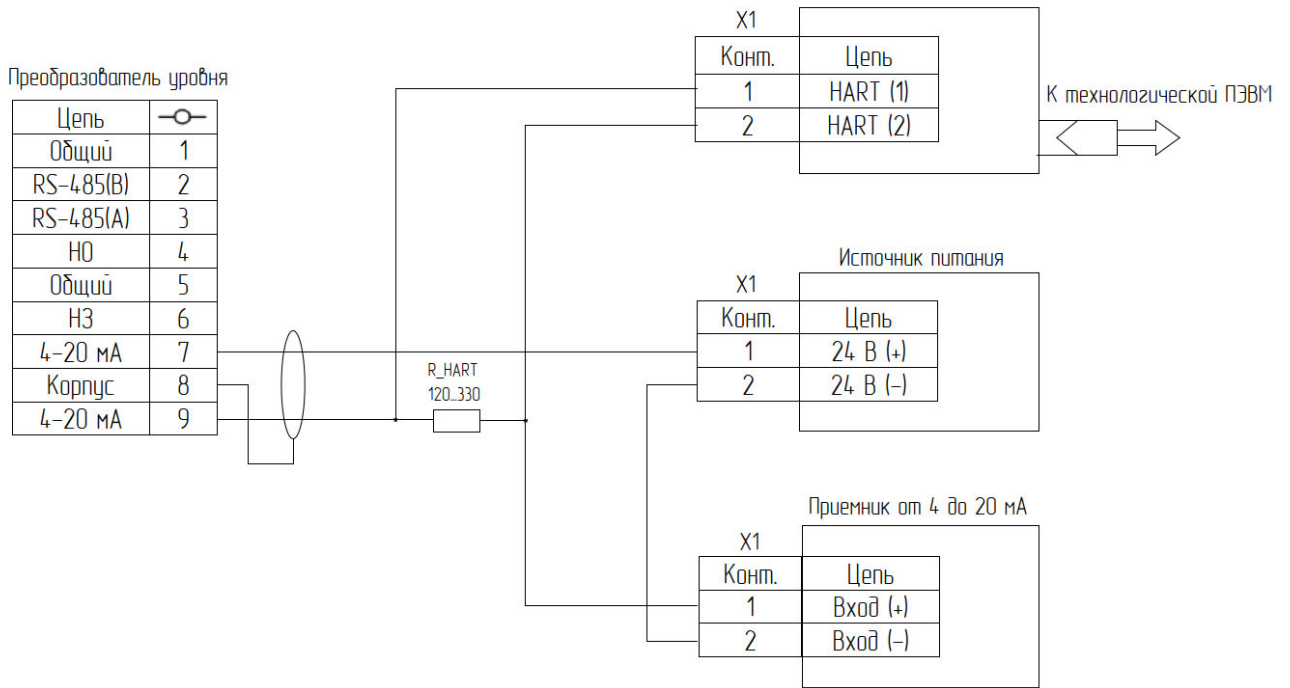 X1
Конт. Цепь
1 HART (1)
2 HART (2)
К технологической ПЭВМ
Преобразователь уровня
Цепь
Общий 1
RS-485(B) 2
RS-485(A) 3
НО 4
Общий 5
НЗ 6
4-20 мА 7
Корпус 8
4-20 мА 9
R_HART
120...330
Источник питания
X1
Конт. Цепь
1 24 В (+)
2 24 В (-)
Приемник от 4 до 20 мА
X1
Конт. Цепь
1 Вход (+)
2 Вход (-)